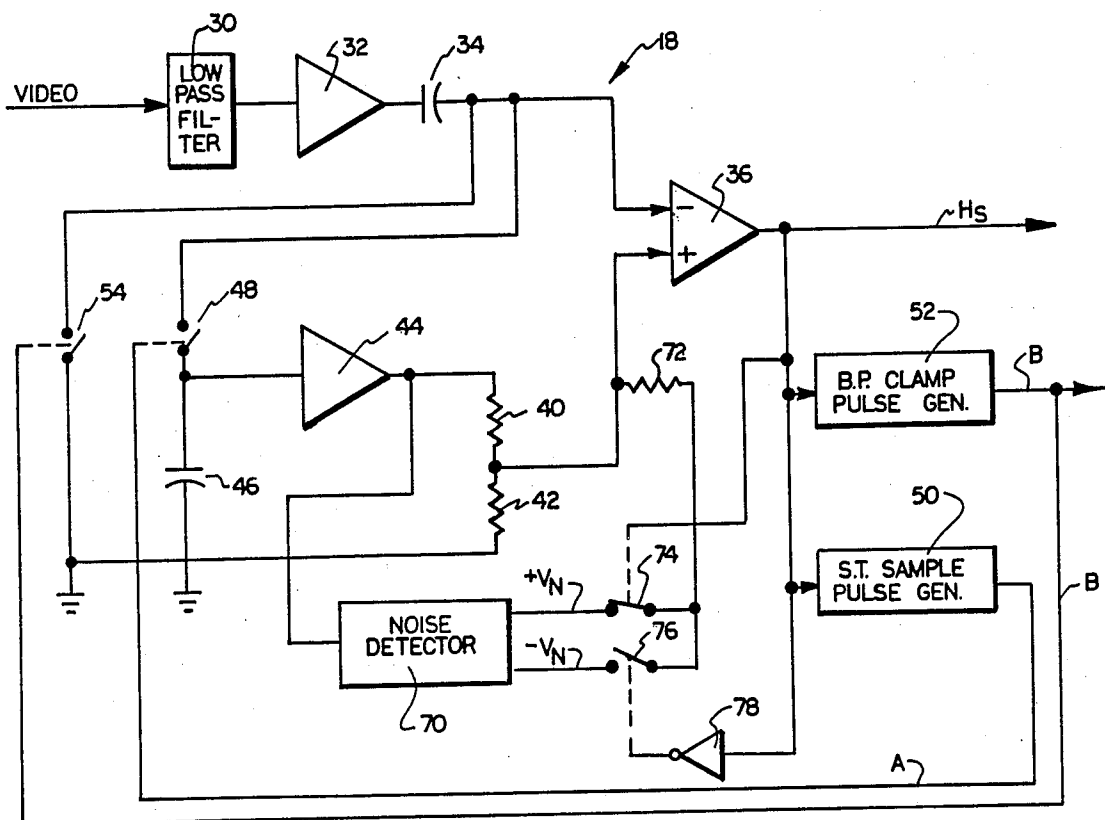 30
32
34
18
VIDEO
LOW
PASS
FIL-
TER
36
−
+
HS
54
48
44
72
52
B.P. CLAMP
PULSE GEN.
B
40
46
42
50
S.T. SAMPLE
PULSE GEN.
B
+VN
74
NOISE
DETECTOR
−VN
76
70
78
A